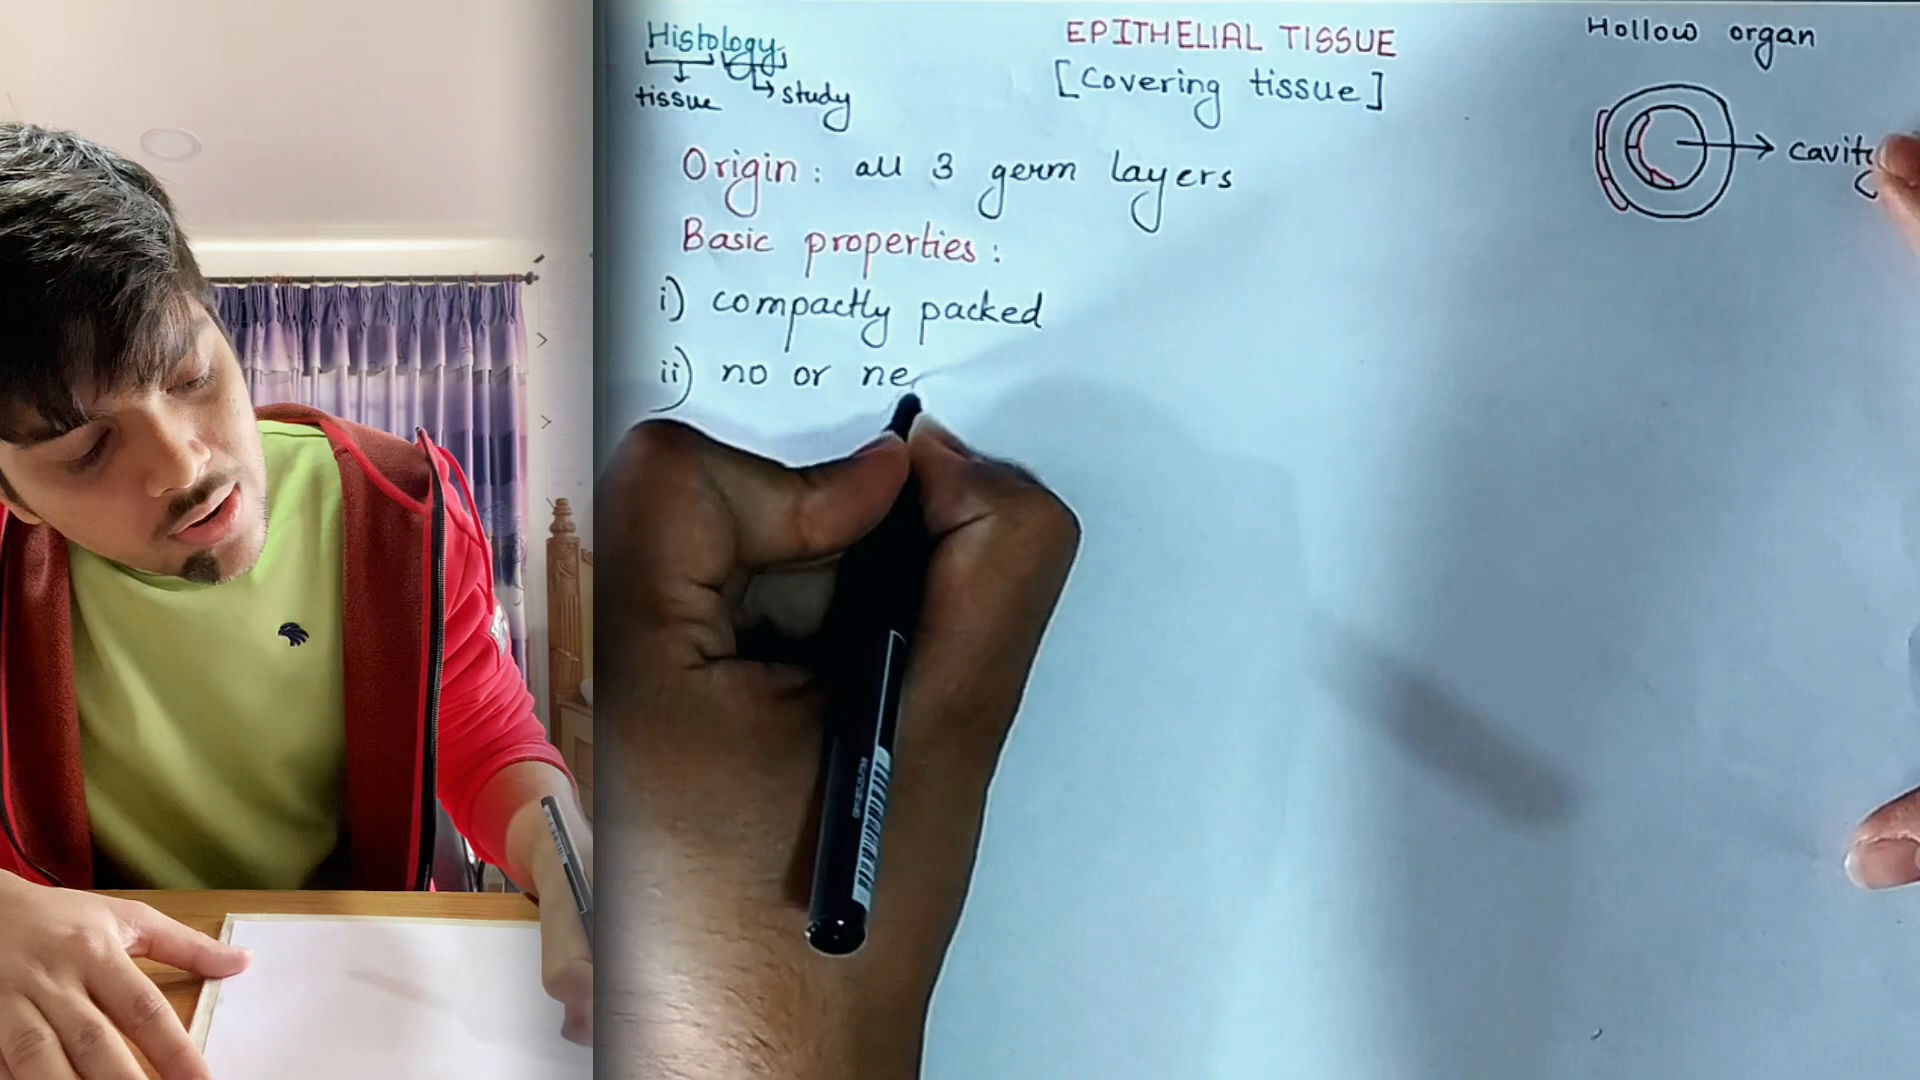 Histology
tissue study
EPITHELIAL TISSUE
[Covering tissue]
Hollow organ
cavity
Origin: all 3 germ layers
Basic properties:
i) compactly packed
ii) no or ne